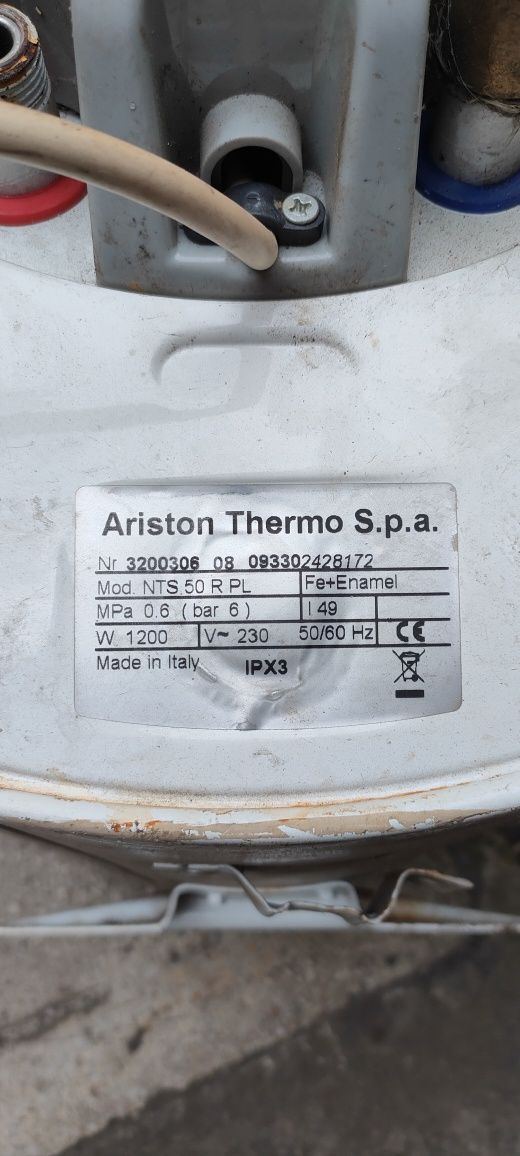 Ariston Thermo S.p.a.
Nr 3200306 08 093302428172
Mod. NTS 50 R PL Fe+Enamel
MPa 0.6 ( bar 6 ) l 49
W 1200 V~ 230 50/60 Hz CE
Made in Italy IPX3